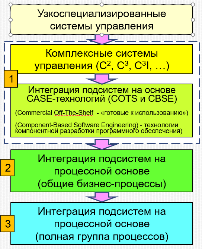 Узкоспециализированные
системы управления
Комплексные системы
управления (C², C³, C³I, …)
1
Интеграция подсистем на основе
CASE-технологий (COTS и CBSE)
(Commercial Off-The-Shelf - «готовые к использованию»)
(Component-Based Software Engineering) - технологии
компонентной разработки программного обеспечения)
2
Интеграция подсистем на
процессной основе
(общие бизнес-процессы)
3
Интеграция подсистем на
процессной основе
(полная группа процессов)